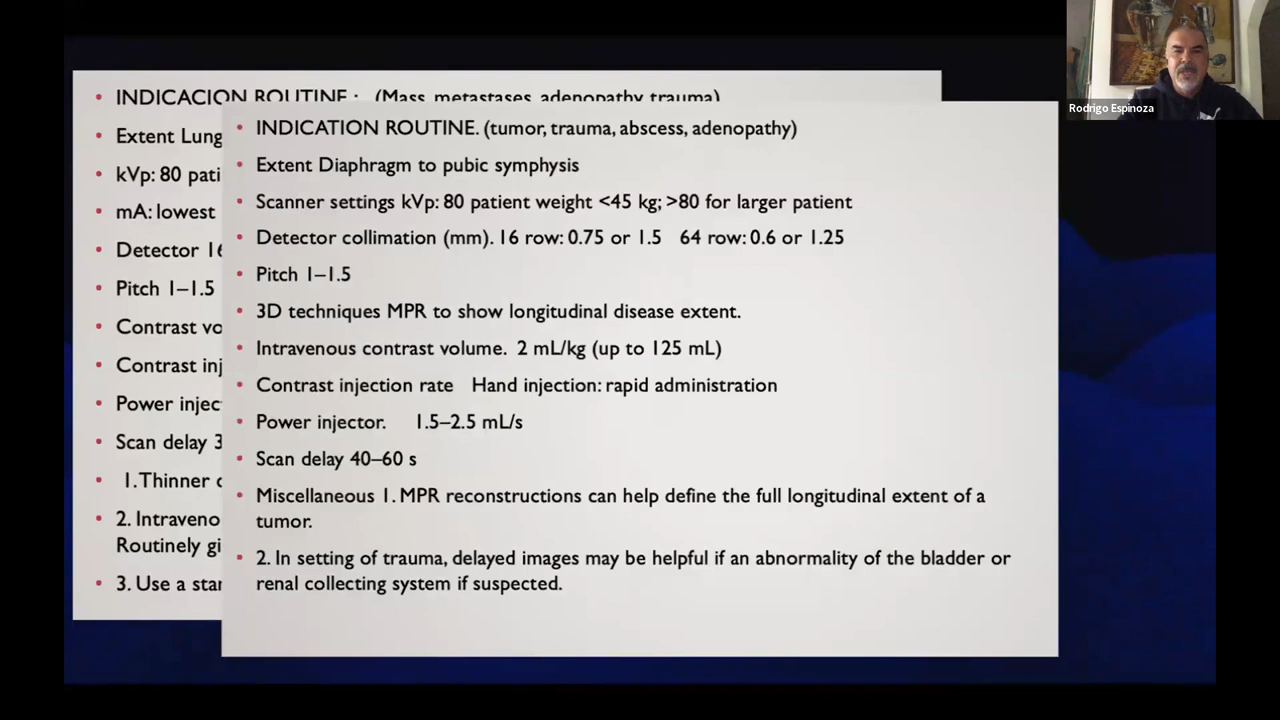 INDICACION ROUTINE : (Mass, metastases, adenopathy, trauma)
Extent Lung
kVp: 80 pati
mA: lowest
Detector 16
Pitch 1–1.5
Contrast vo
Contrast inj
Power injec
Scan delay 3
1. Thinner
2. Intraveno
Routinely gi
3. Use a star
INDICATION ROUTINE. (tumor, trauma, abscess, adenopathy)
Extent Diaphragm to pubic symphysis
Scanner settings kVp: 80 patient weight <45 kg; >80 for larger patient
Detector collimation (mm). 16 row: 0.75 or 1.5 64 row: 0.6 or 1.25
Pitch 1–1.5
3D techniques MPR to show longitudinal disease extent.
Intravenous contrast volume. 2 mL/kg (up to 125 mL)
Contrast injection rate Hand injection: rapid administration
Power injector. 1.5–2.5 mL/s
Scan delay 40–60 s
Miscellaneous 1. MPR reconstructions can help define the full longitudinal extent of a
tumor.
2. In setting of trauma, delayed images may be helpful if an abnormality of the bladder or
renal collecting system if suspected.
Rodrigo Espinoza